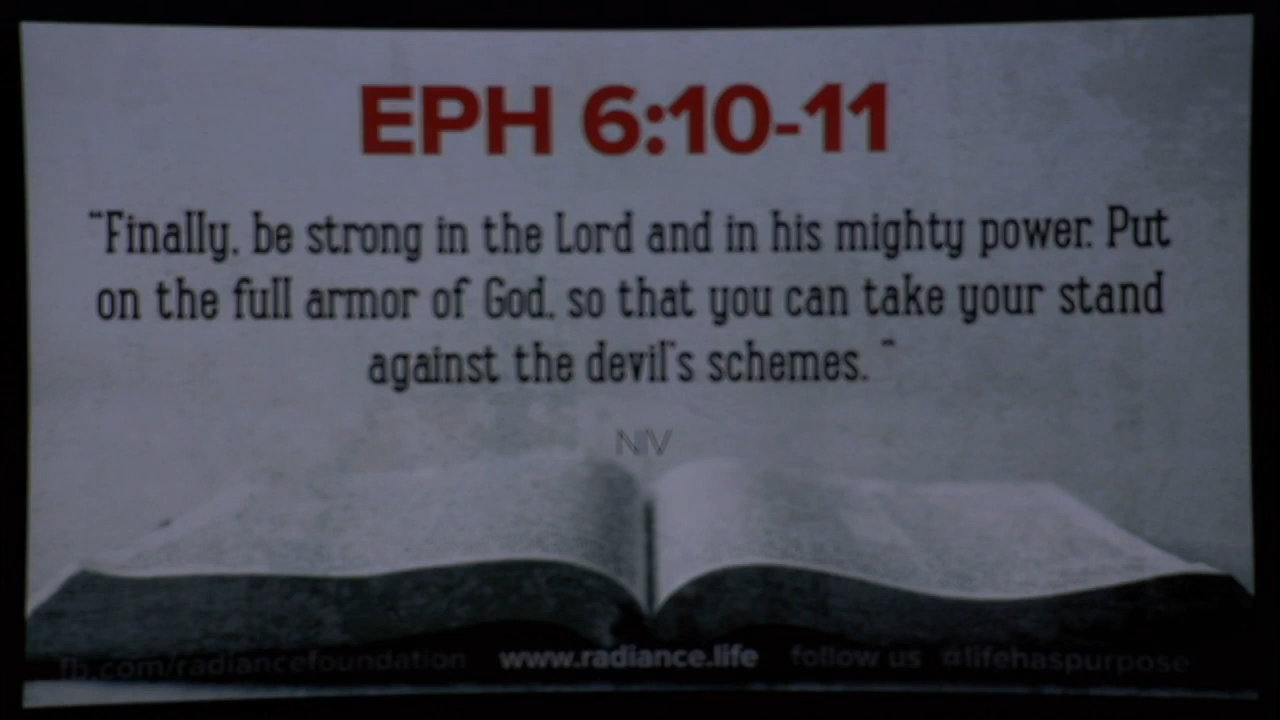 EPH 6:10-11
"Finally, be strong in the Lord and in his mighty power. Put
on the full armor of God, so that you can take your stand
against the devil's schemes. "
NIV
fb.com/radiancefoundation www.radiance.life follow us @lifehaspurpose